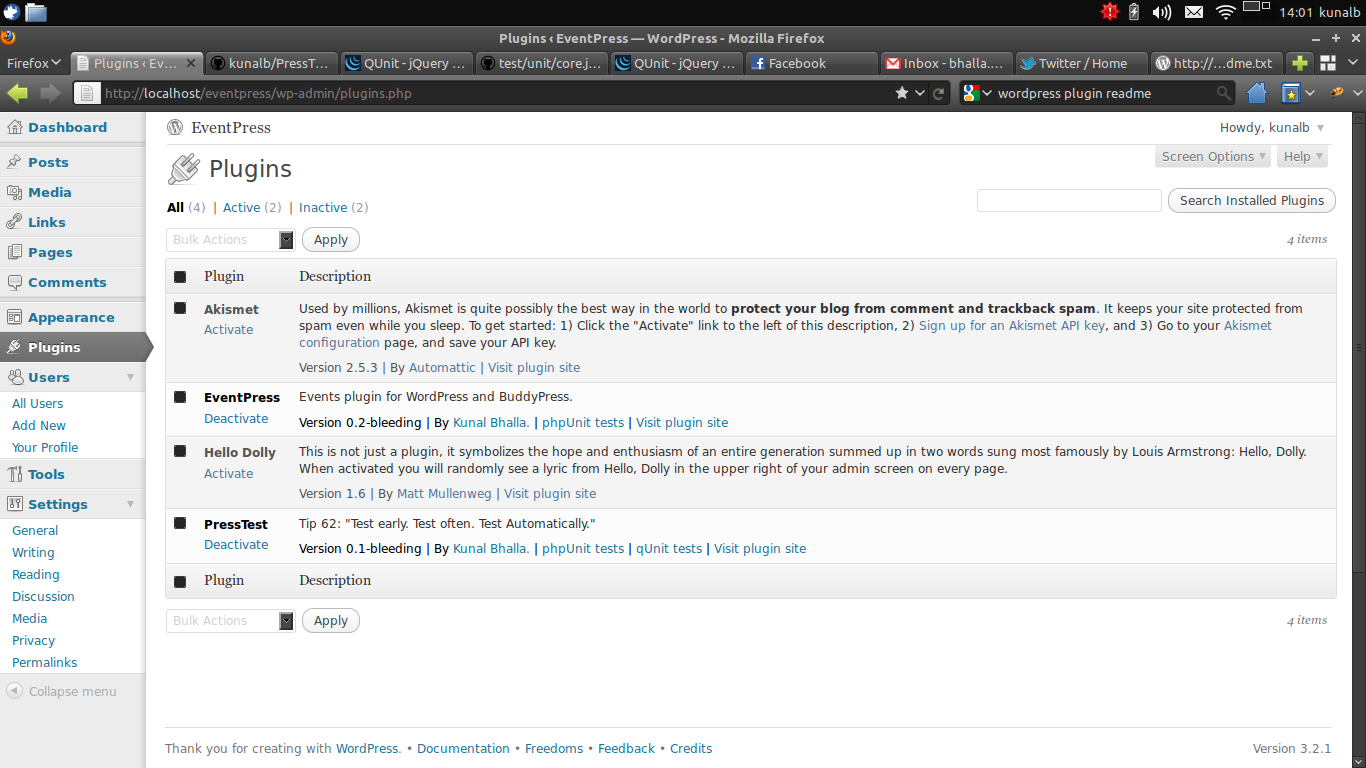 14:01 kunalb
Plugins ‹ EventPress — WordPress - Mozilla Firefox
Firefox
Plugins ‹ Ev...
kunalb/PressT...
QUnit - jQuery ...
test/unit/core.j...
QUnit - jQuery ...
Facebook
Inbox - bhalla....
Twitter / Home
http://...dme.txt
http://localhost/eventpress/wp-admin/plugins.php
wordpress plugin readme
Dashboard
Posts
Media
Links
Pages
Comments
Appearance
Plugins
Users
All Users
Add New
Your Profile
Tools
Settings
General
Writing
Reading
Discussion
Media
Privacy
Permalinks
Collapse menu
EventPress
Howdy, kunalb
Screen Options
Help
Plugins
All (4) | Active (2) | Inactive (2)
Search Installed Plugins
Bulk Actions
Apply
4 items
Plugin Description
Akismet
Activate
Used by millions, Akismet is quite possibly the best way in the world to protect your blog from comment and trackback spam. It keeps your site protected from
spam even while you sleep. To get started: 1) Click the "Activate" link to the left of this description, 2) Sign up for an Akismet API key, and 3) Go to your Akismet
configuration page, and save your API key.
Version 2.5.3 | By Automattic | Visit plugin site
EventPress
Deactivate
Events plugin for WordPress and BuddyPress.
Version 0.2-bleeding | By Kunal Bhalla. | phpUnit tests | Visit plugin site
Hello Dolly
Activate
This is not just a plugin, it symbolizes the hope and enthusiasm of an entire generation summed up in two words sung most famously by Louis Armstrong: Hello, Dolly.
When activated you will randomly see a lyric from Hello, Dolly in the upper right of your admin screen on every page.
Version 1.6 | By Matt Mullenweg | Visit plugin site
PressTest
Deactivate
Tip 62: "Test early. Test often. Test Automatically."
Version 0.1-bleeding | By Kunal Bhalla. | phpUnit tests | qUnit tests | Visit plugin site
Plugin Description
Bulk Actions
Apply
4 items
Thank you for creating with WordPress. • Documentation • Freedoms • Feedback • Credits
Version 3.2.1